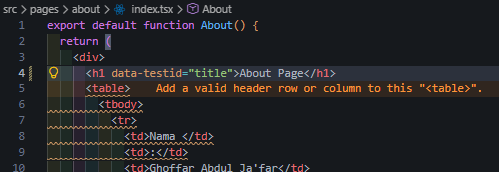 src > pages > about > index.tsx > About
1 export default function About() {
2 return (
3 <div>
4 <h1 data-testid="title">About Page</h1>
5 <table> Add a valid header row or column to this "<table>".
6 <tbody>
7 <tr>
8 <td>Nama </td>
9 <td>:</td>
10 <td>Ghoffar Abdul Ja'far</td>